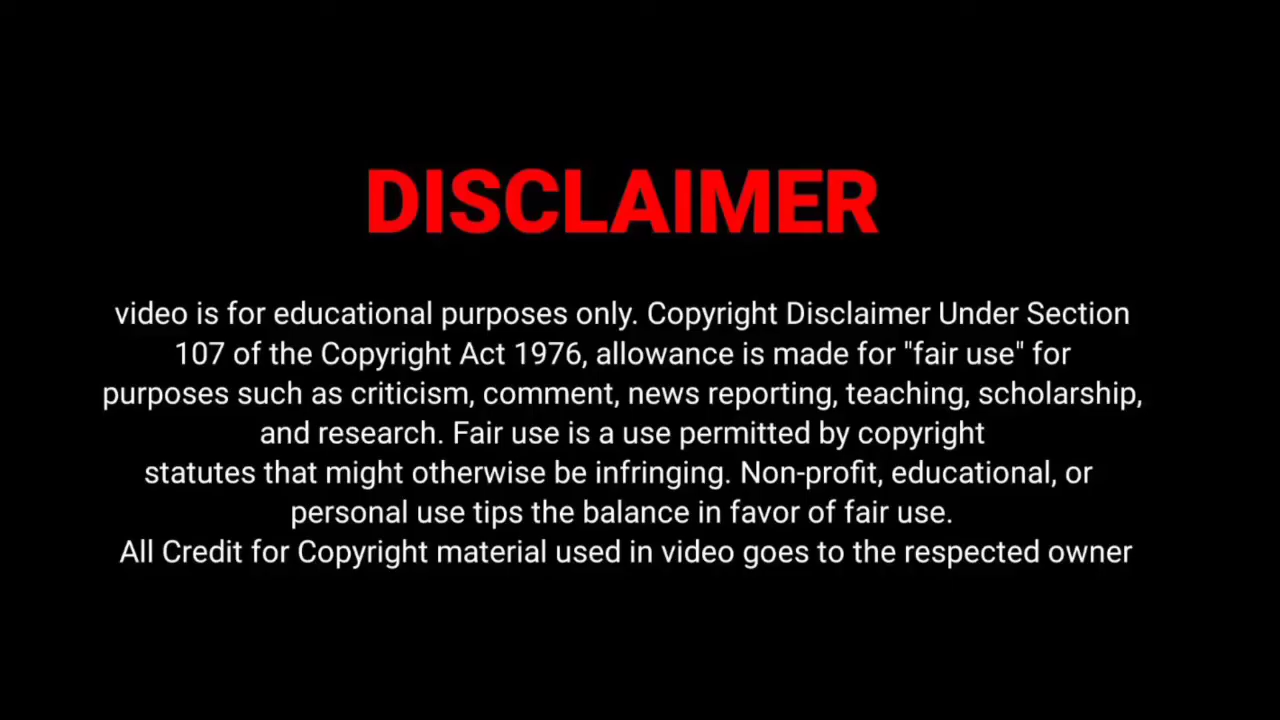 DISCLAIMER
video is for educational purposes only. Copyright Disclaimer Under Section
107 of the Copyright Act 1976, allowance is made for "fair use" for
purposes such as criticism, comment, news reporting, teaching, scholarship,
and research. Fair use is a use permitted by copyright
statutes that might otherwise be infringing. Non-profit, educational, or
personal use tips the balance in favor of fair use.
All Credit for Copyright material used in video goes to the respected owner